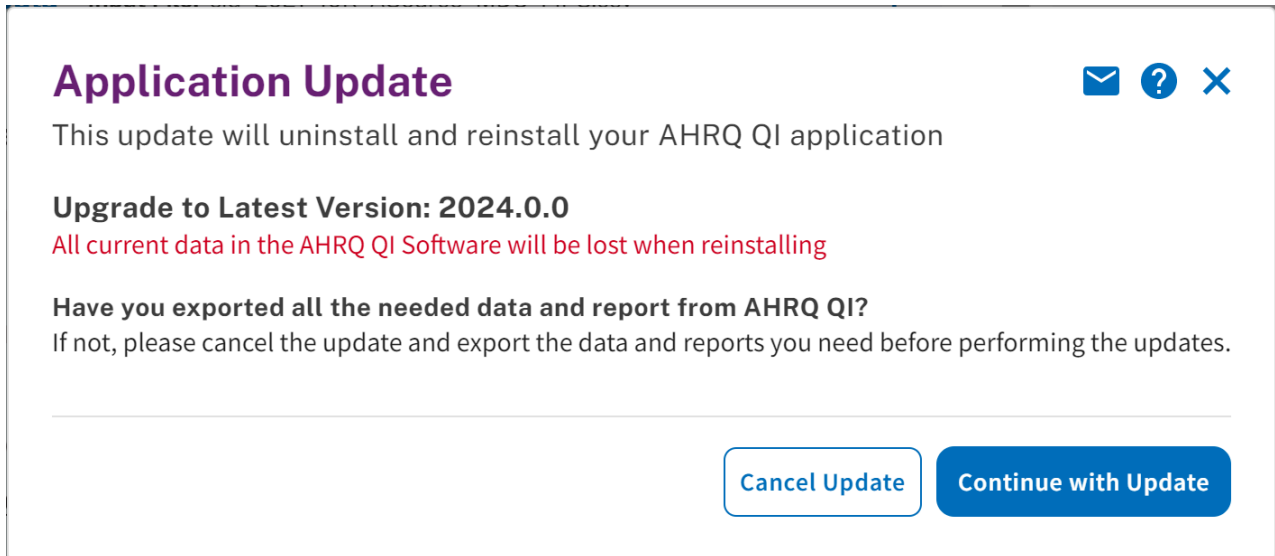 Application Update
This update will uninstall and reinstall your AHRQ QI application
Upgrade to Latest Version: 2024.0.0
All current data in the AHRQ QI Software will be lost when reinstalling
Have you exported all the needed data and report from AHRQ QI?
If not, please cancel the update and export the data and reports you need before performing the updates.
Cancel Update
Continue with Update